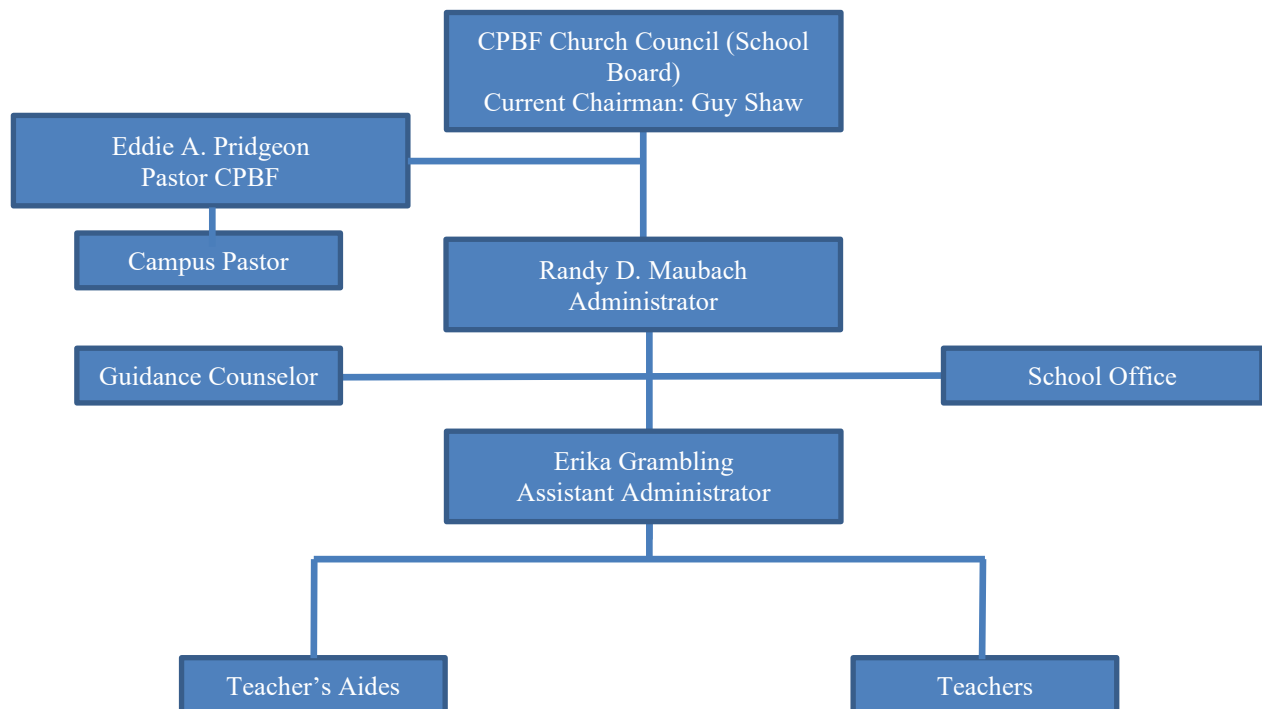 CPBF Church Council (School
Board)
Current Chairman: Guy Shaw
Eddie A. Pridgeon
Pastor CPBF
Campus Pastor
Randy D. Maubach
Administrator
Guidance Counselor
School Office
Erika Grambling
Assistant Administrator
Teacher’s Aides
Teachers